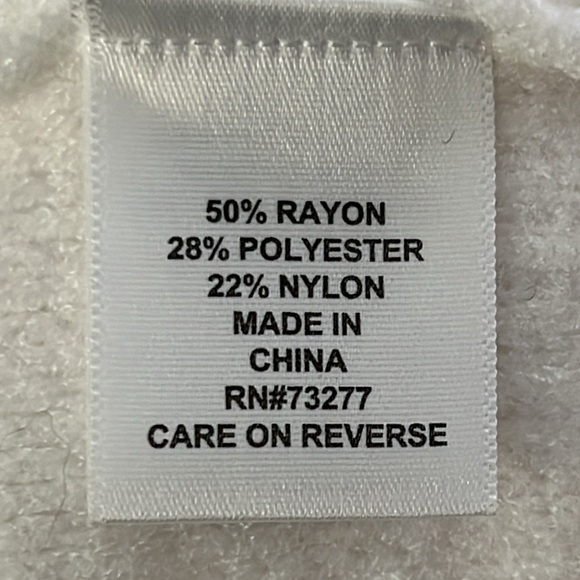 50% RAYON
28% POLYESTER
22% NYLON
MADE IN
CHINA
RN#73277
CARE ON REVERSE